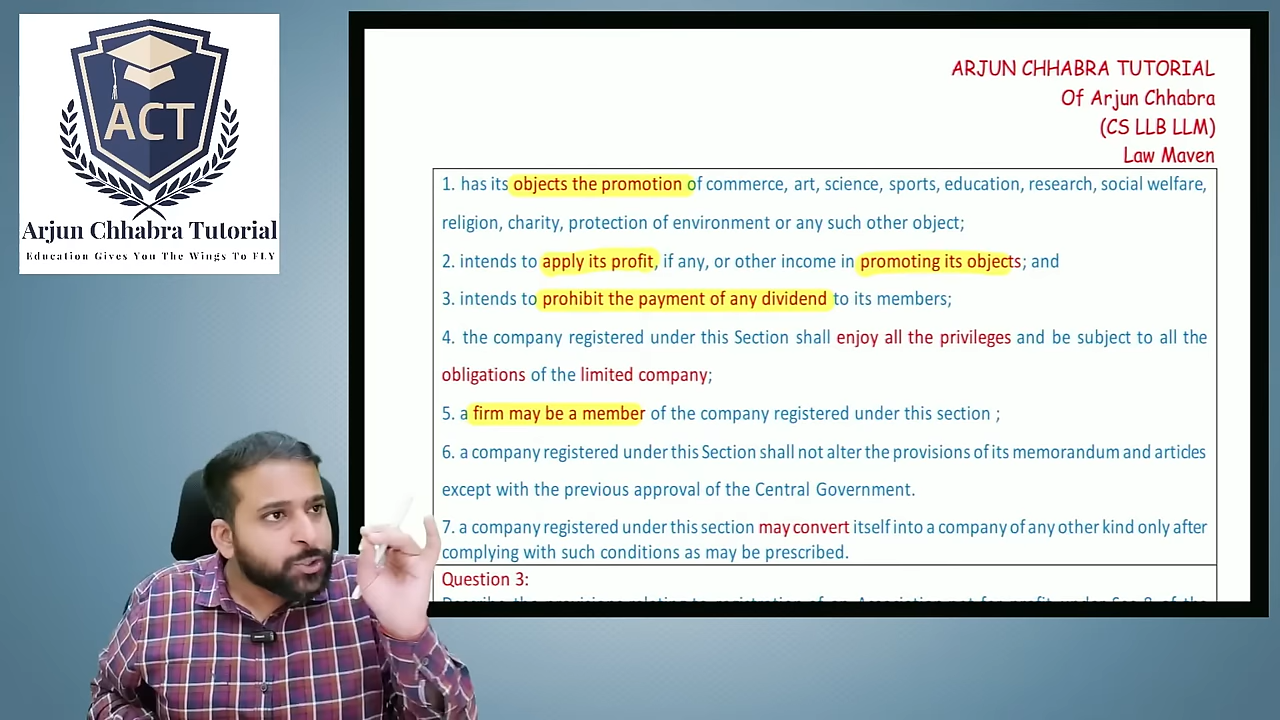 ACT
Arjun Chhabra Tutorial
Education Gives You The Wings To FLY
ARJUN CHHABRA TUTORIAL
Of Arjun Chhabra
(CS LLB LLM)
Law Maven
1. has its objects the promotion of commerce, art, science, sports, education, research, social welfare,
religion, charity, protection of environment or any such other object;
2. intends to apply its profit, if any, or other income in promoting its objects; and
3. intends to prohibit the payment of any dividend to its members;
4. the company registered under this Section shall enjoy all the privileges and be subject to all the
obligations of the limited company;
5. a firm may be a member of the company registered under this section ;
6. a company registered under this Section shall not alter the provisions of its memorandum and articles
except with the previous approval of the Central Government.
7. a company registered under this section may convert itself into a company of any other kind only after
complying with such conditions as may be prescribed.
Question 3: